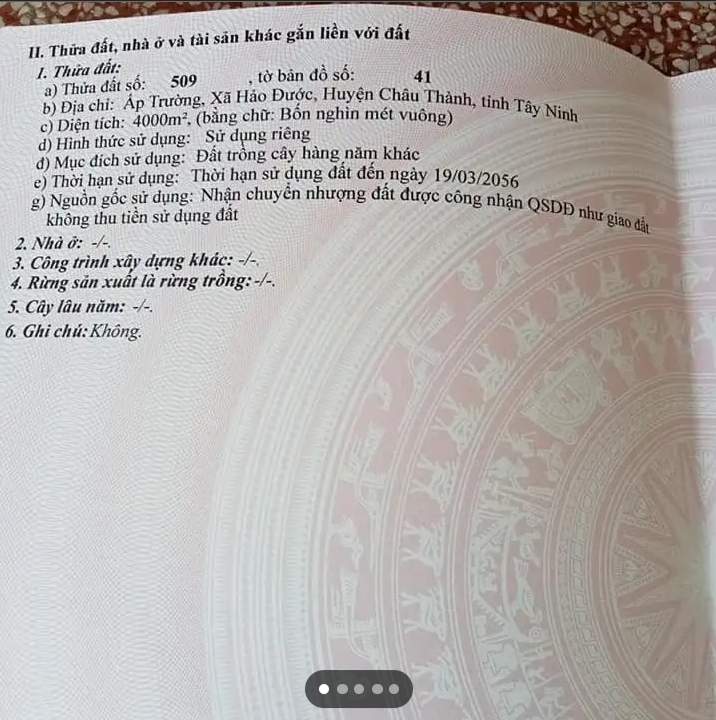 II. Thửa đất, nhà ở và tài sản khác gắn liền với đất
1. Thửa đất:
a) Thửa đất số: 509 , tờ bản đồ số: 41
b) Địa chỉ: Ấp Trường, Xã Hảo Đước, Huyện Châu Thành, tỉnh Tây Ninh
c) Diện tích: 4000m², (bằng chữ: Bốn nghìn mét vuông)
d) Hình thức sử dụng: Sử dụng riêng
đ) Mục đích sử dụng: Đất trồng cây hàng năm khác
e) Thời hạn sử dụng: Thời hạn sử dụng đất đến ngày 19/03/2056
g) Nguồn gốc sử dụng: Nhận chuyển nhượng đất được công nhận QSDĐ như giao đất
không thu tiền sử dụng đất
2. Nhà ở: -/-.
3. Công trình xây dựng khác: -/-.
4. Rừng sản xuất là rừng trồng: -/-.
5. Cây lâu năm: -/-.
6. Ghi chú: Không.